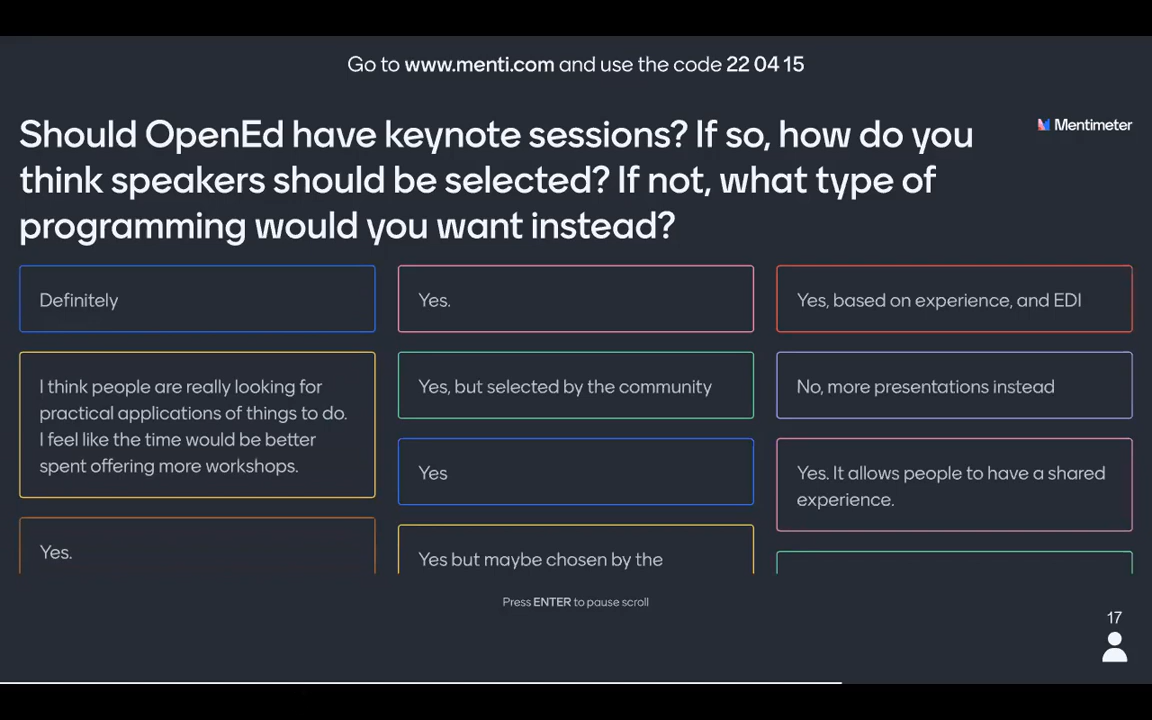 Go to www.menti.com and use the code 22 04 15
Should OpenEd have keynote sessions? If so, how do you
think speakers should be selected? If not, what type of
programming would you want instead?
Mentimeter
Definitely
I think people are really looking for
practical applications of things to do.
I feel like the time would be better
spent offering more workshops.
Yes.
Yes.
Yes, but selected by the community
Yes
Yes but maybe chosen by the
Yes, based on experience, and EDI
No, more presentations instead
Yes. It allows people to have a shared
experience.
Press ENTER to pause scroll
17